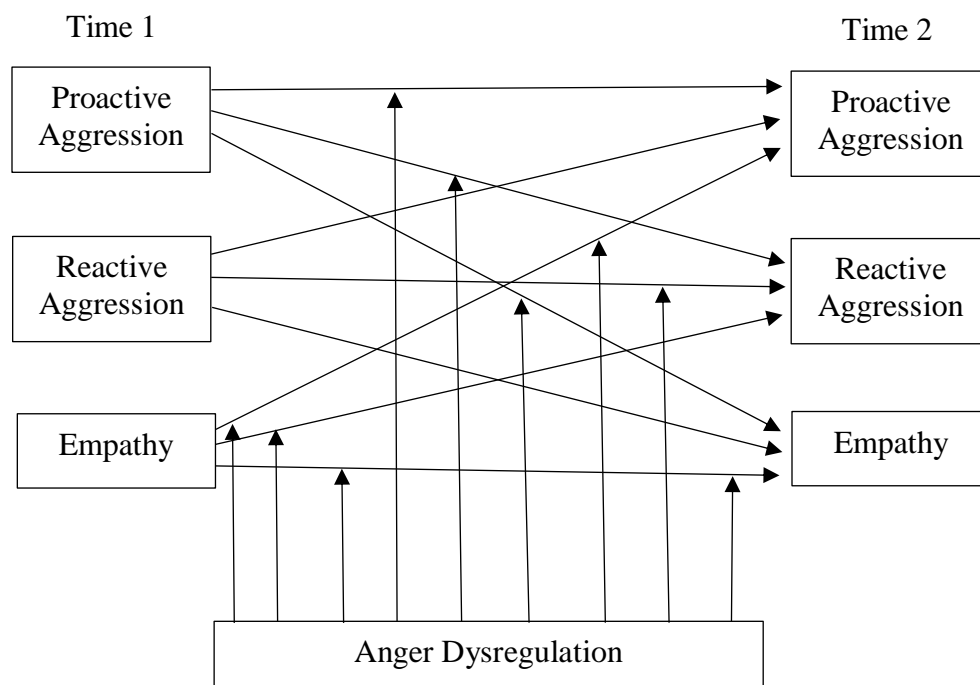 Time 1
Time 2
Proactive
Aggression
Proactive
Aggression
Reactive
Aggression
Reactive
Aggression
Empathy
Empathy
Anger Dysregulation